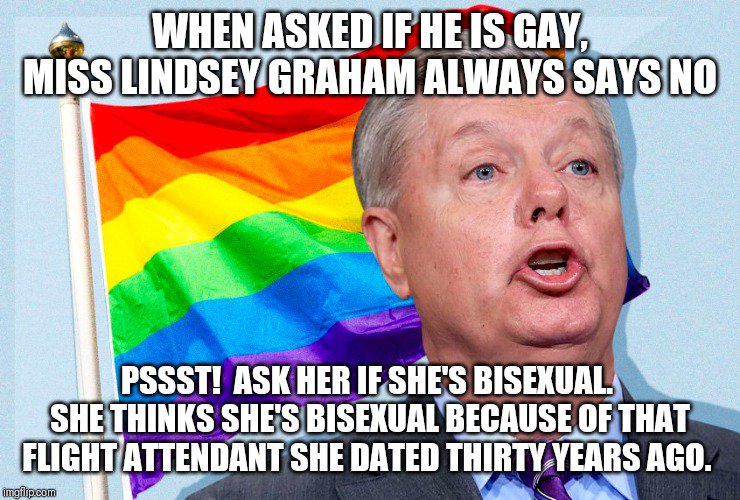 WHEN ASKED IF HE IS GAY,
MISS LINDSEY GRAHAM ALWAYS SAYS NO
PSSST! ASK HER IF SHE'S BISEXUAL.
SHE THINKS SHE'S BISEXUAL BECAUSE OF THAT
FLIGHT ATTENDANT SHE DATED THIRTY YEARS AGO.
imgflip.com